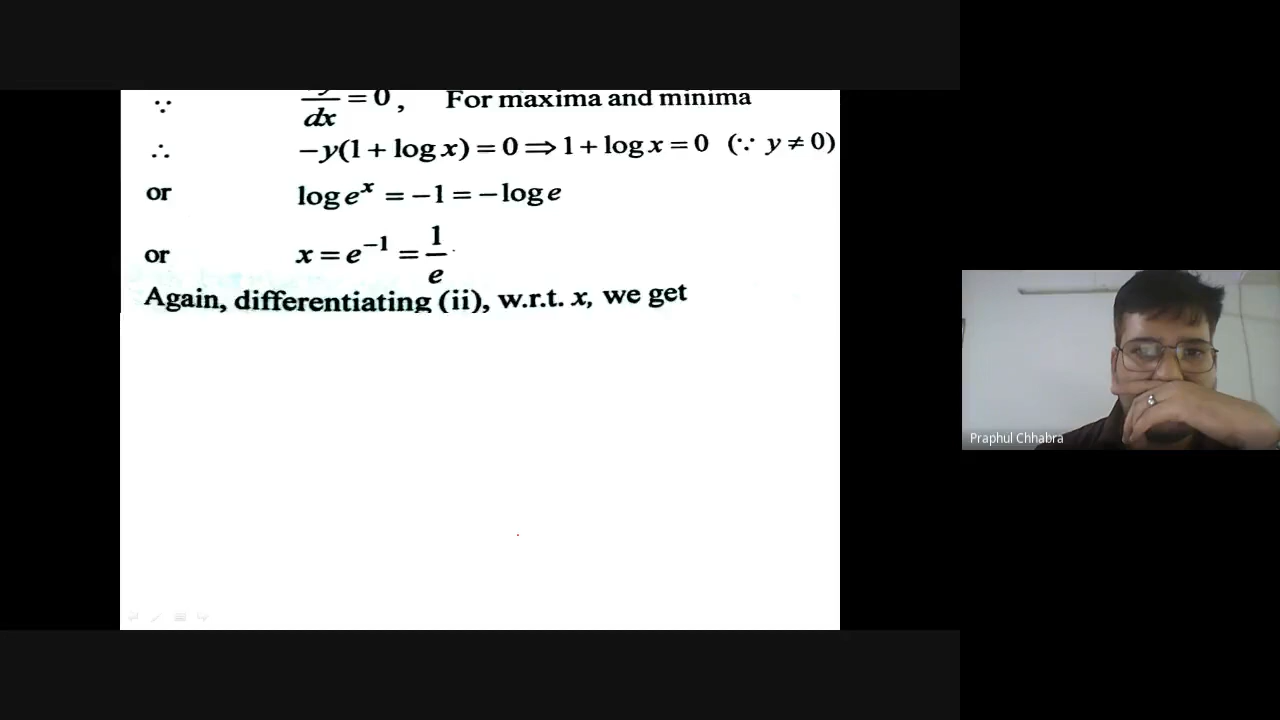 ∵ dy/dx = 0, For maxima and minima
∴ −y(1 + log x) = 0 ⇒ 1 + log x = 0 (∵ y ≠ 0)
or log eˣ = −1 = −log e
or x = e⁻¹ = 1/e
Again, differentiating (ii), w.r.t. x, we get
Praphul Chhabra